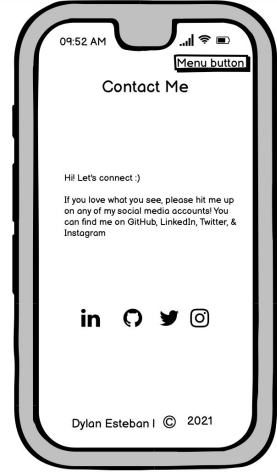 09:52 AM
Menu button
Contact Me
Hi! Let's connect :)
If you love what you see, please hit me up
on any of my social media accounts! You
can find me on GitHub, LinkedIn, Twitter, &
Instagram
in
Dylan Esteban | © 2021